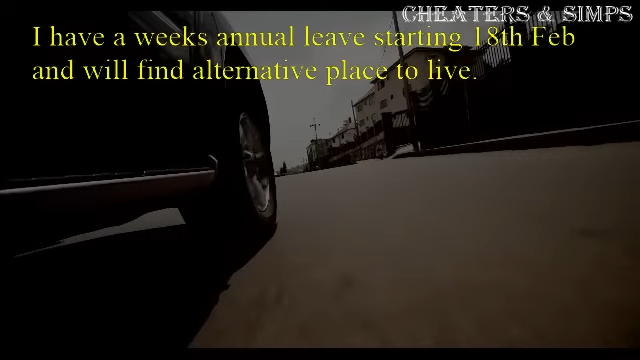 CHEATERS & SIMPS
I have a weeks annual leave starting 18th Feb
and will find alternative place to live.